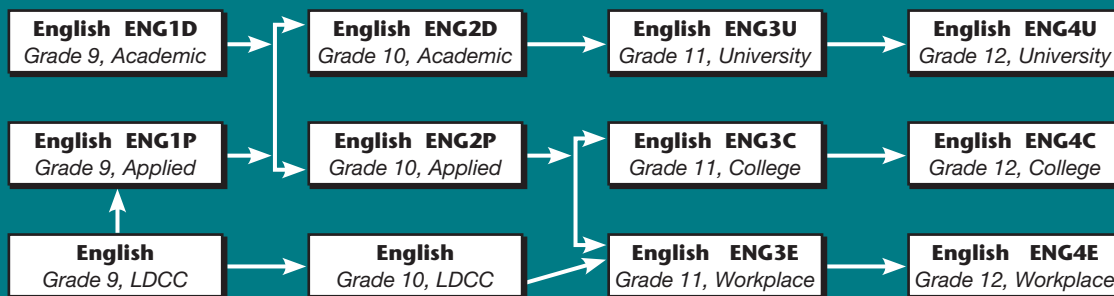 English ENG1D
Grade 9, Academic
English ENG2D
Grade 10, Academic
English ENG3U
Grade 11, University
English ENG4U
Grade 12, University
English ENG1P
Grade 9, Applied
English ENG2P
Grade 10, Applied
English ENG3C
Grade 11, College
English ENG4C
Grade 12, College
English
Grade 9, LDCC
English
Grade 10, LDCC
English ENG3E
Grade 11, Workplace
English ENG4E
Grade 12, Workplace